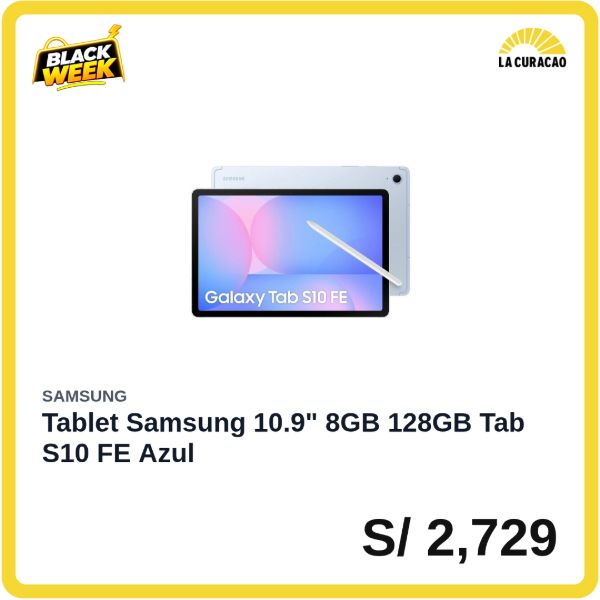 BLACK
WEEK
LA CURACAO
SAMSUNG
Galaxy Tab S10 FE
SAMSUNG
Tablet Samsung 10.9" 8GB 128GB Tab
S10 FE Azul
S/ 2,729